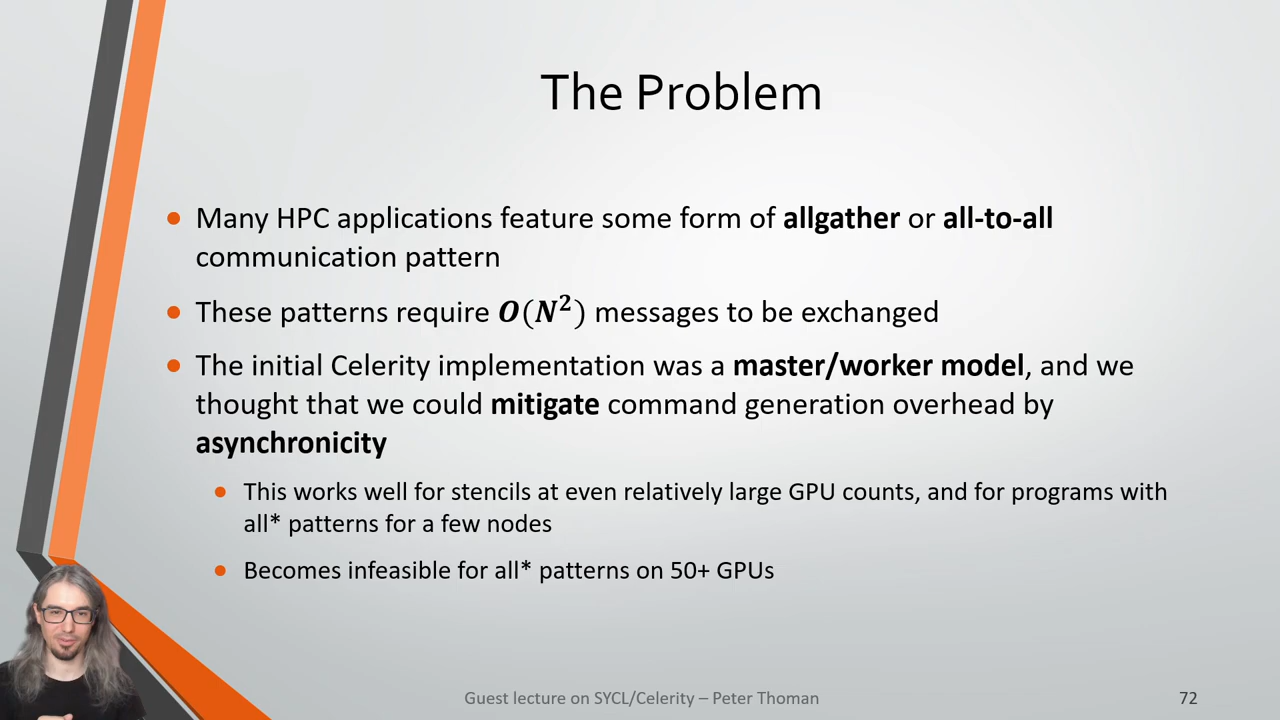 The Problem
• Many HPC applications feature some form of allgather or all-to-all
communication pattern
• These patterns require O(N²) messages to be exchanged
• The initial Celerity implementation was a master/worker model, and we
thought that we could mitigate command generation overhead by
asynchronicity
• This works well for stencils at even relatively large GPU counts, and for programs with
all* patterns for a few nodes
• Becomes infeasible for all* patterns on 50+ GPUs
Guest lecture on SYCL/Celerity – Peter Thoman
72